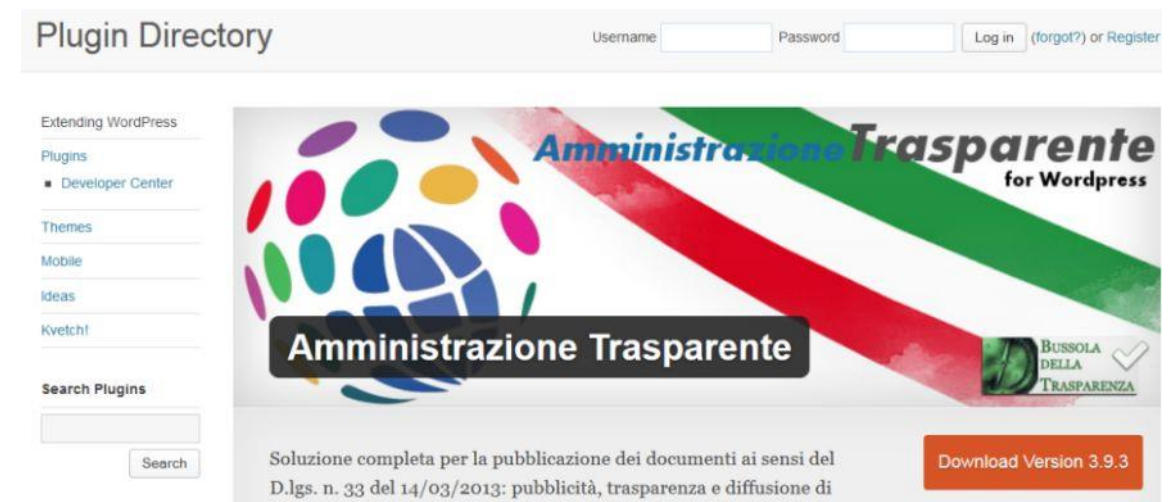 Plugin Directory
Username
Password
Log in (forgot?) or Register
Extending WordPress
Plugins
Developer Center
Themes
Mobile
Ideas
Kvetch!
Search Plugins
Search
AmministrazioneTrasparente
for Wordpress
Amministrazione Trasparente
BUSSOLA
DELLA
TRASPARENZA
Soluzione completa per la pubblicazione dei documenti ai sensi del
D.lgs. n. 33 del 14/03/2013: pubblicità, trasparenza e diffusione di
Download Version 3.9.3